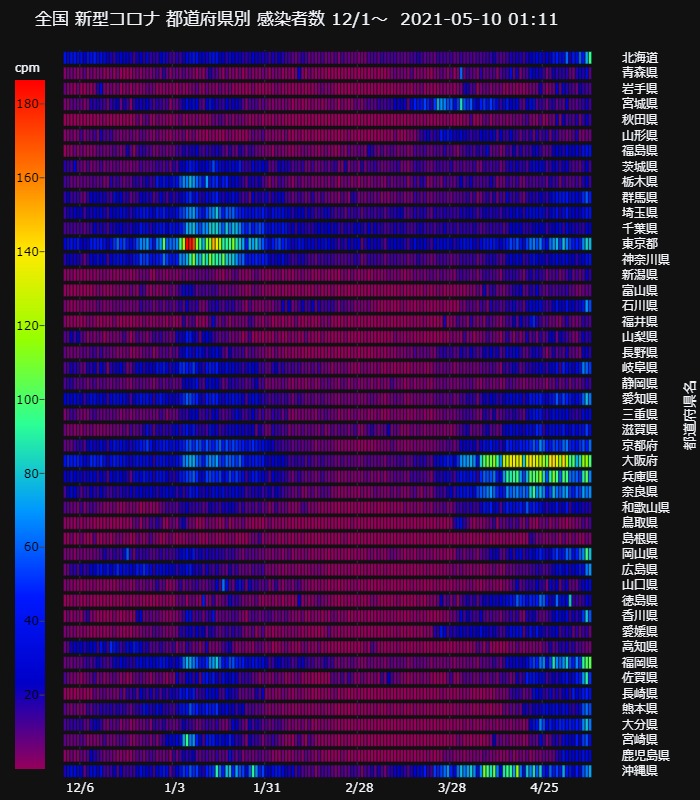 全国 新型コロナ 都道府県別 感染者数 12/1～ 2021-05-10 01:11
cpm
180
160
140
120
100
80
60
40
20
北海道
青森県
岩手県
宮城県
秋田県
山形県
福島県
茨城県
栃木県
群馬県
埼玉県
千葉県
東京都
神奈川県
新潟県
富山県
石川県
福井県
山梨県
長野県
岐阜県
静岡県
愛知県
三重県
滋賀県
京都府
大阪府
兵庫県
奈良県
和歌山県
鳥取県
島根県
岡山県
広島県
山口県
徳島県
香川県
愛媛県
高知県
福岡県
佐賀県
長崎県
熊本県
大分県
宮崎県
鹿児島県
沖縄県
都道府県名
12/6 1/3 1/31 2/28 3/28 4/25